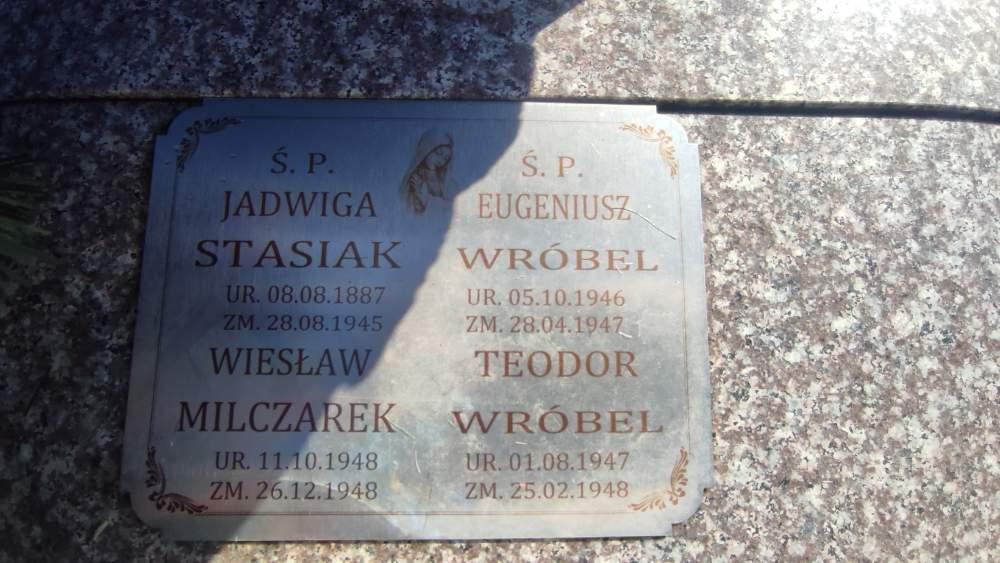 Ś. P.
JADWIGA
STASIAK
UR. 08.08.1887
ZM. 28.08.1945
WIESŁAW
MILCZAREK
UR. 11.10.1948
ZM. 26.12.1948
Ś. P.
EUGENIUSZ
WRÓBEL
UR. 05.10.1946
ZM. 28.04.1947
TEODOR
WRÓBEL
UR. 01.08.1947
ZM. 25.02.1948